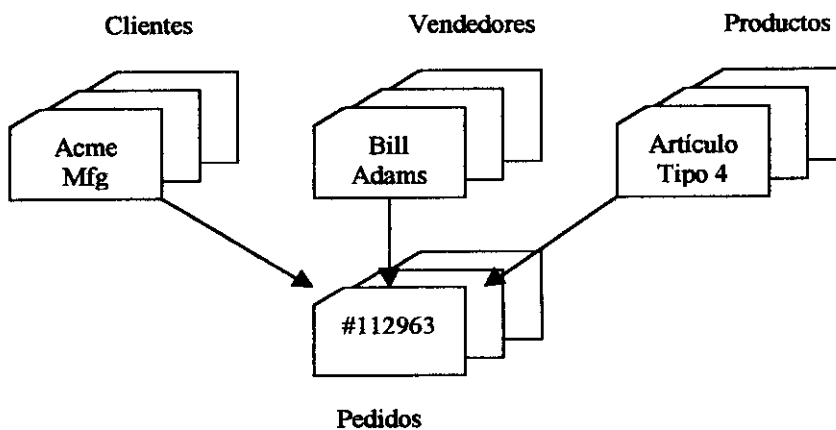 Clientes
Vendedores
Productos
Acme
Mfg
Bill
Adams
Artículo
Tipo 4
#112963
Pedidos